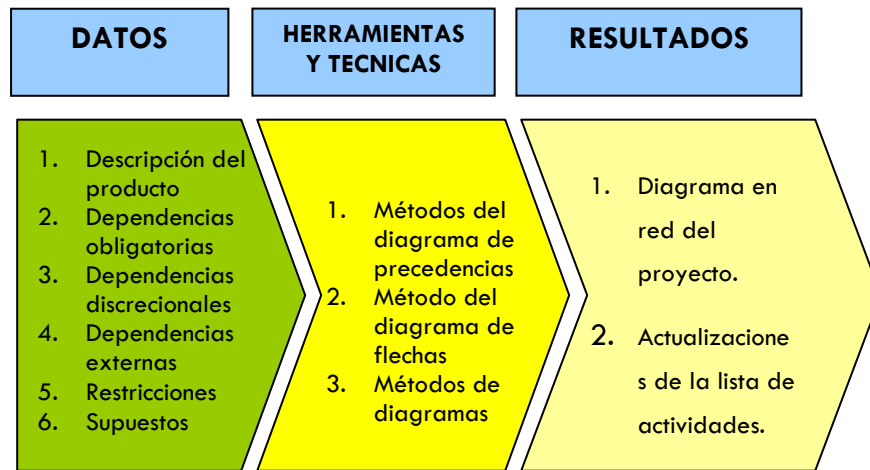 DATOS
HERRAMIENTAS
Y TECNICAS
RESULTADOS
1. Descripción del
producto
2. Dependencias
obligatorias
3. Dependencias
discrecionales
4. Dependencias
externas
5. Restricciones
6. Supuestos
1. Métodos del
diagrama de
precedencias
2. Método del
diagrama de
flechas
3. Métodos de
diagramas
1. Diagrama en
red del
proyecto.
2. Actualizacione
s de la lista de
actividades.